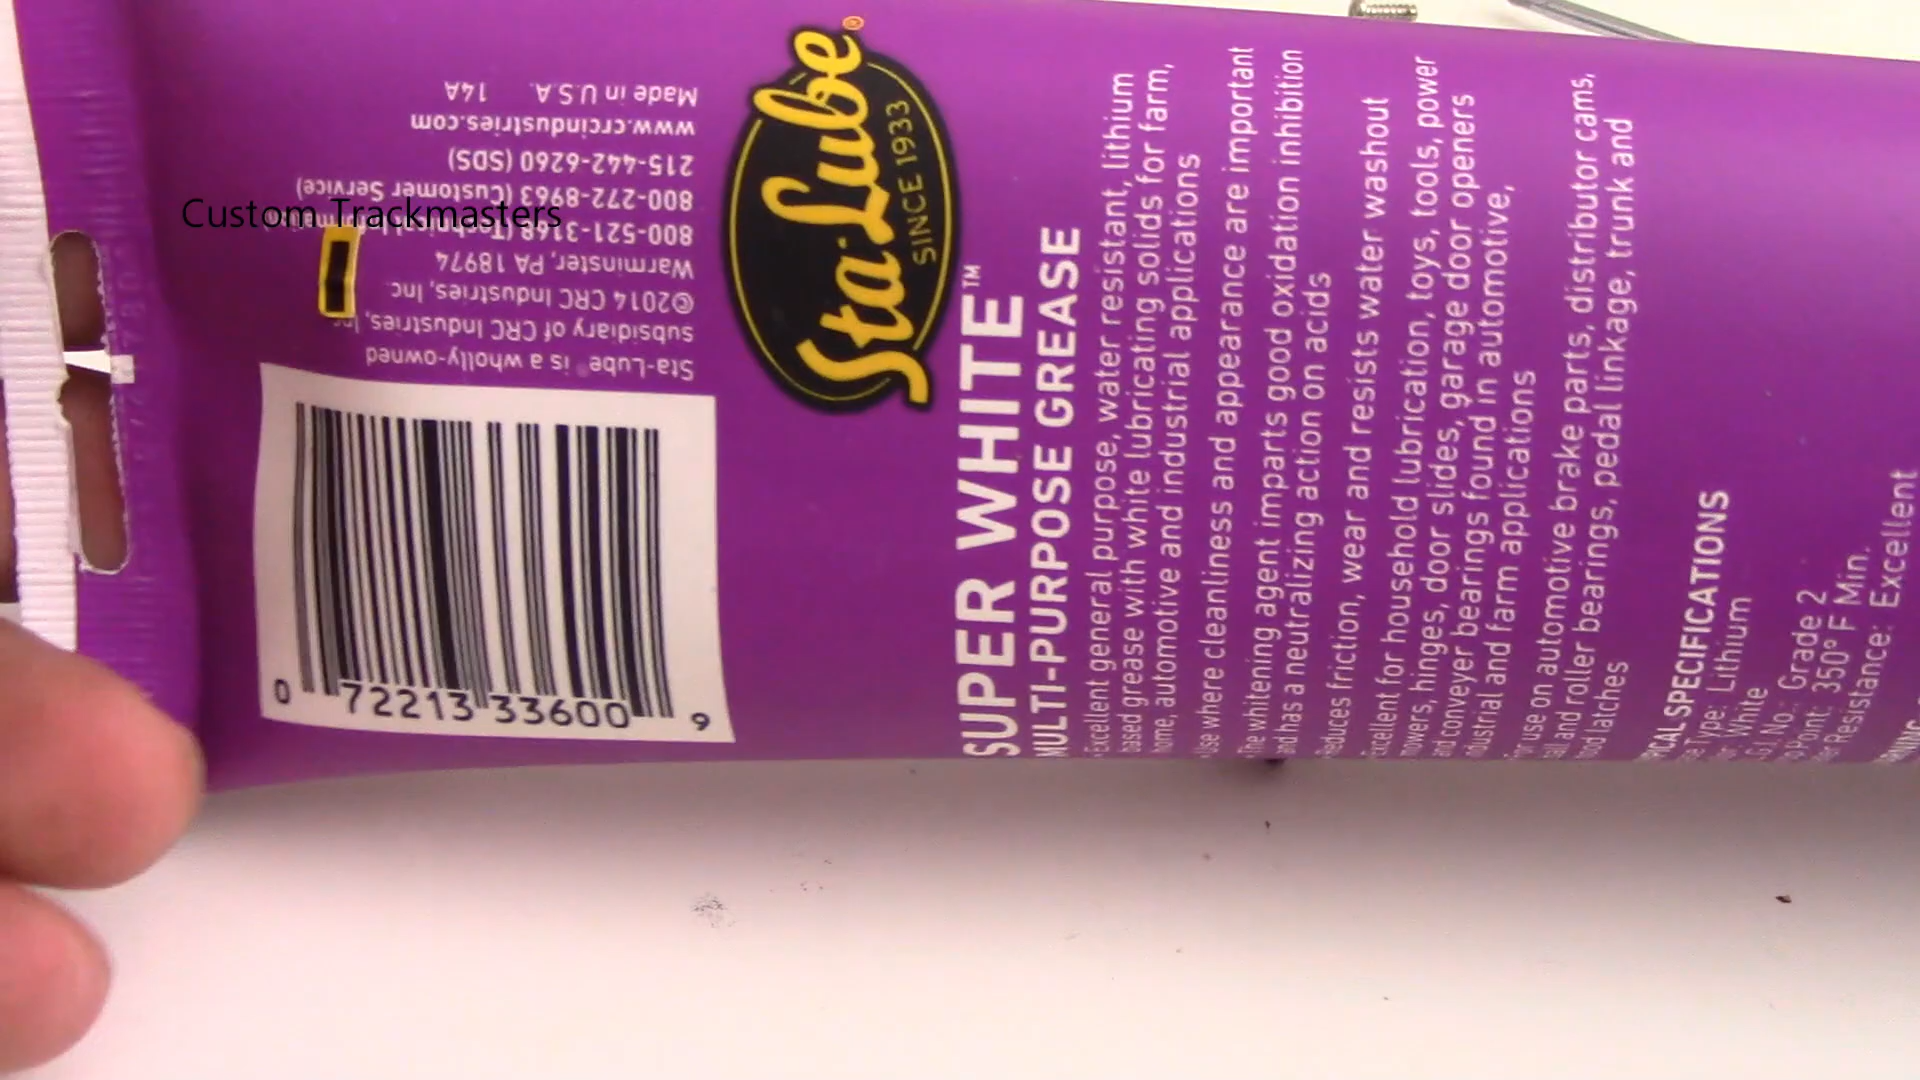 Custom Trackmasters
Sta-Lube®
SINCE 1933
SUPER WHITE™
MULTI-PURPOSE GREASE
Excellent general purpose, water resistant, lithium
based grease with white lubricating solids for farm,
home, automotive and industrial applications
Use where cleanliness and appearance are important
The whitening agent imparts good oxidation inhibition
and has a neutralizing action on acids
Reduces friction, wear and resists water washout
Excellent for household lubrication, toys, tools, power
mowers, hinges, door slides, garage door openers
and conveyer bearings found in automotive,
industrial and farm applications
use on automotive brake parts, distributor cams,
ball and roller bearings, pedal linkage, trunk and
hood latches
SPECIFICATIONS
Type: Lithium
White
No.: Grade 2
Point: 350° F Min.
Resistance: Excellent
Sta-Lube® is a wholly-owned
subsidiary of CRC Industries, Inc.
©2014 CRC Industries, Inc.
Warminster, PA 18974
800-521-3168 (Technical
800-272-8963 (Customer Service)
215-442-6260 (SDS)
www.crcindustries.com
Made in U.S.A. 14A
0 72213 33600 9